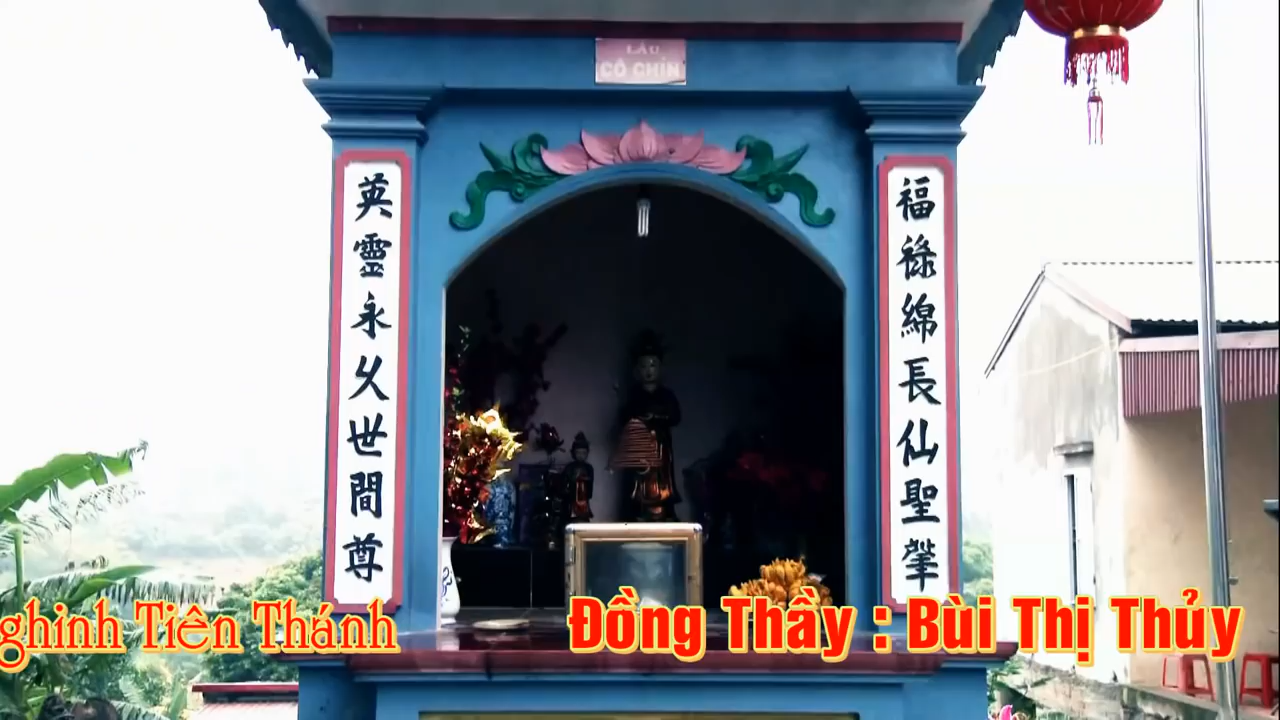 LẦU
CÔ CHÍN
福祿綿長仙聖肇
英靈永久世間尊
ghinh Tiên Thánh
Đồng Thầy : Bùi Thị Thủy